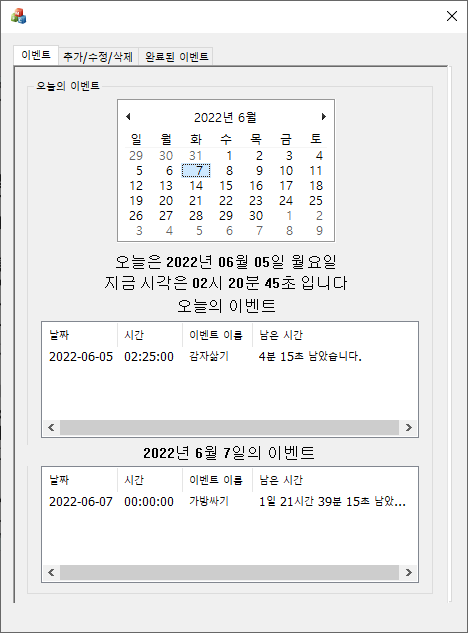 이벤트 추가/수정/삭제 완료된 이벤트
오늘의 이벤트
2022년 6월
일 월 화 수 목 금 토
29 30 31 1 2 3 4
5 6 7 8 9 10 11
12 13 14 15 16 17 18
19 20 21 22 23 24 25
26 27 28 29 30 1 2
3 4 5 6 7 8 9
오늘은 2022년 06월 05일 월요일
지금 시각은 02시 20분 45초 입니다
오늘의 이벤트
날짜 시간 이벤트 이름 남은 시간
2022-06-05 02:25:00 감자삶기 4분 15초 남았습니다.
2022년 6월 7일의 이벤트
날짜 시간 이벤트 이름 남은 시간
2022-06-07 00:00:00 가방싸기 1일 21시간 39분 15초 남았...